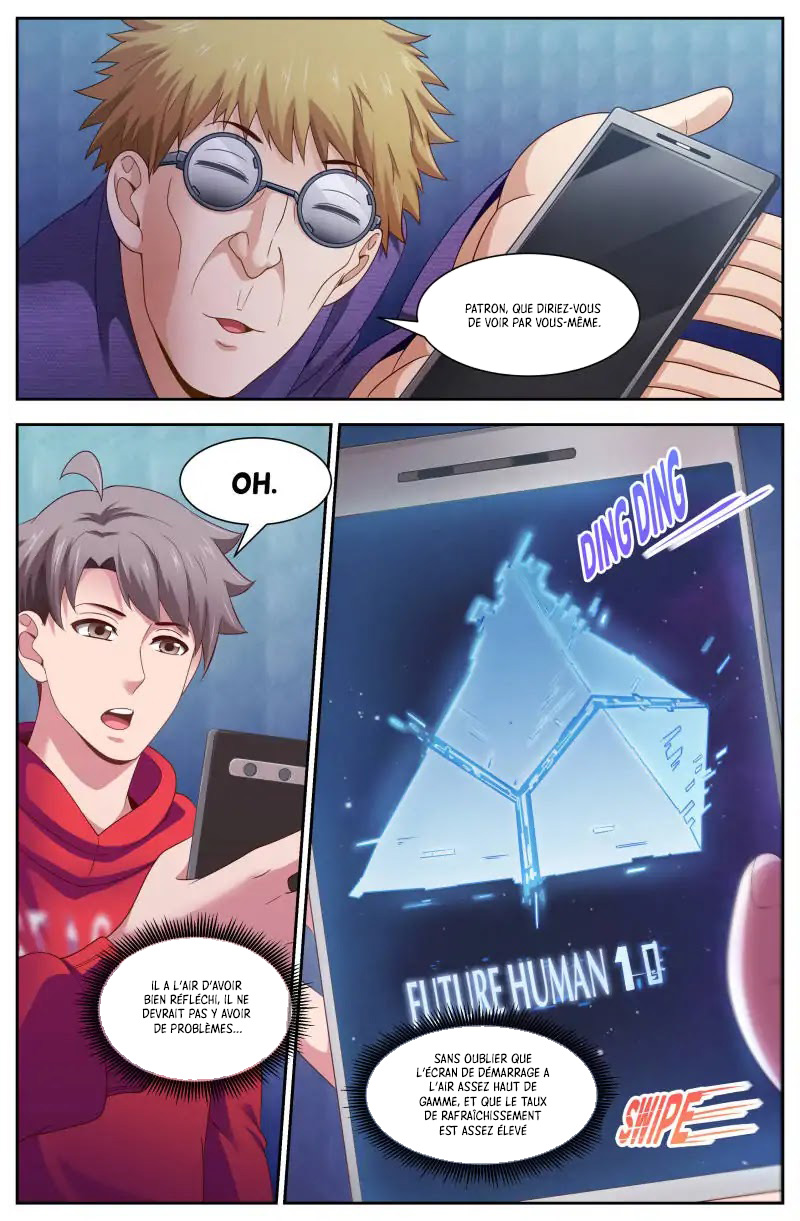 PATRON, QUE DIRIEZ-VOUS
DE VOIR PAR VOUS-MÊME.
OH.
DING DING
IL A L'AIR D'AVOIR
BIEN RÉFLÉCHI, IL NE
DEVRAIT PAS Y AVOIR
DE PROBLÈMES...
FUTURE HUMAN 1.0
SANS OUBLIER QUE
L'ÉCRAN DE DÉMARRAGE A
L'AIR ASSEZ HAUT DE
GAMME, ET QUE LE TAUX
DE RAFRAÎCHISSEMENT
EST ASSEZ ÉLEVÉ
SWIPE